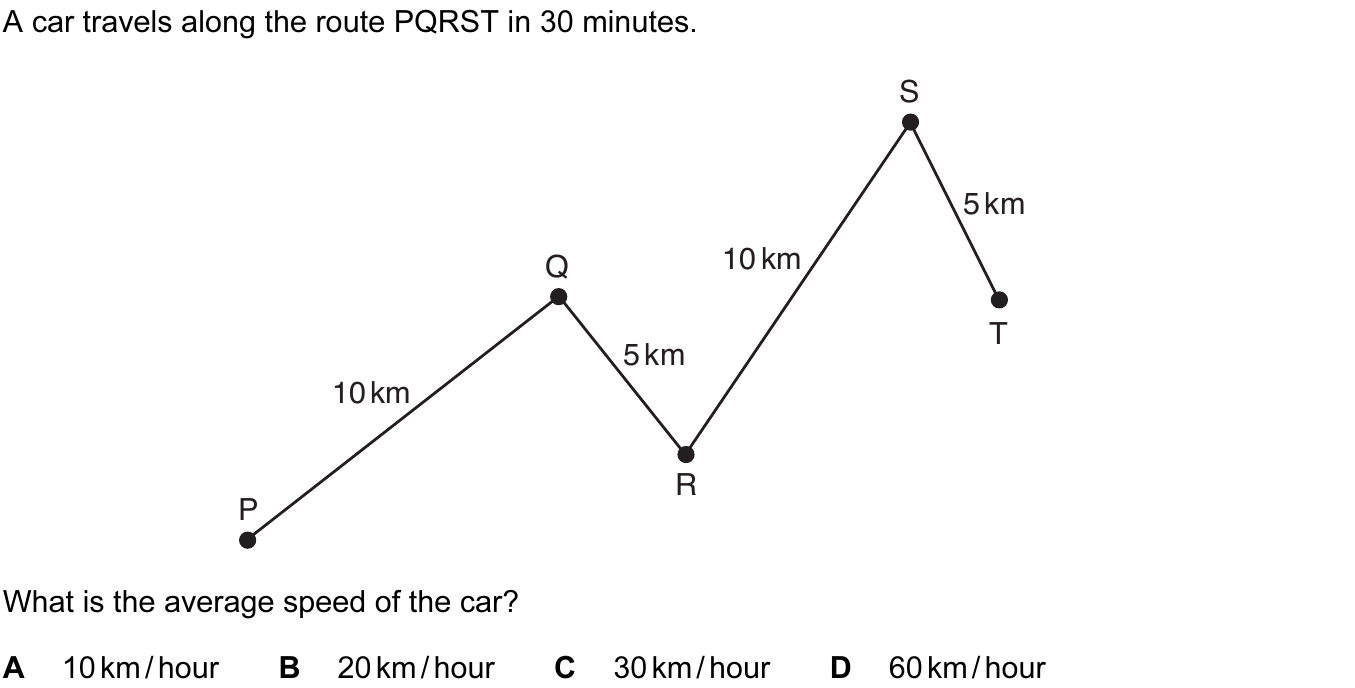 A car travels along the route PQRST in 30 minutes.
S
5 km
10 km
Q
5 km
T
10 km
R
P
What is the average speed of the car?
A 10 km / hour B 20 km / hour C 30 km / hour D 60 km / hour